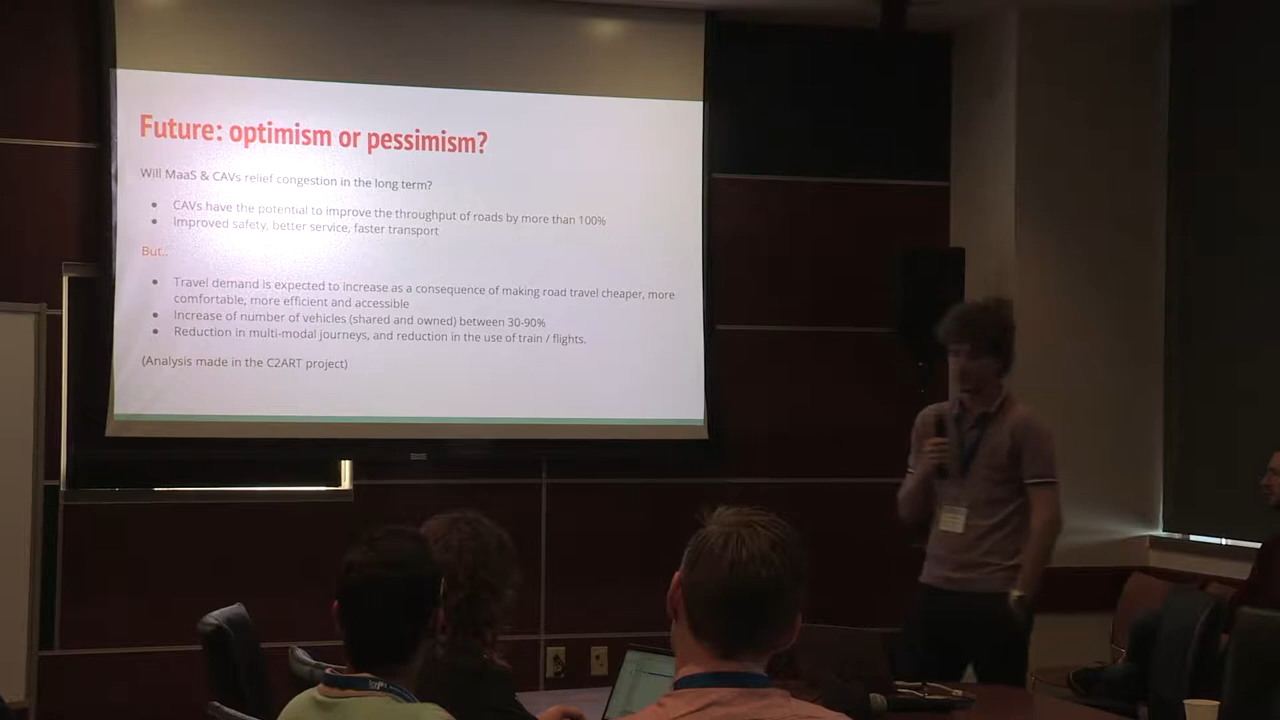 Future: optimism or pessimism?
Will MaaS & CAVs relief congestion in the long term?
● CAVs have the potential to improve the throughput of roads by more than 100%
● Improved safety, better service, faster transport
But..
● Travel demand is expected to increase as a consequence of making road travel cheaper, more
comfortable, more efficient and accessible
● Increase of number of vehicles (shared and owned) between 30-90%
● Reduction in multi-modal journeys, and reduction in the use of train / flights.
(Analysis made in the C2ART project)